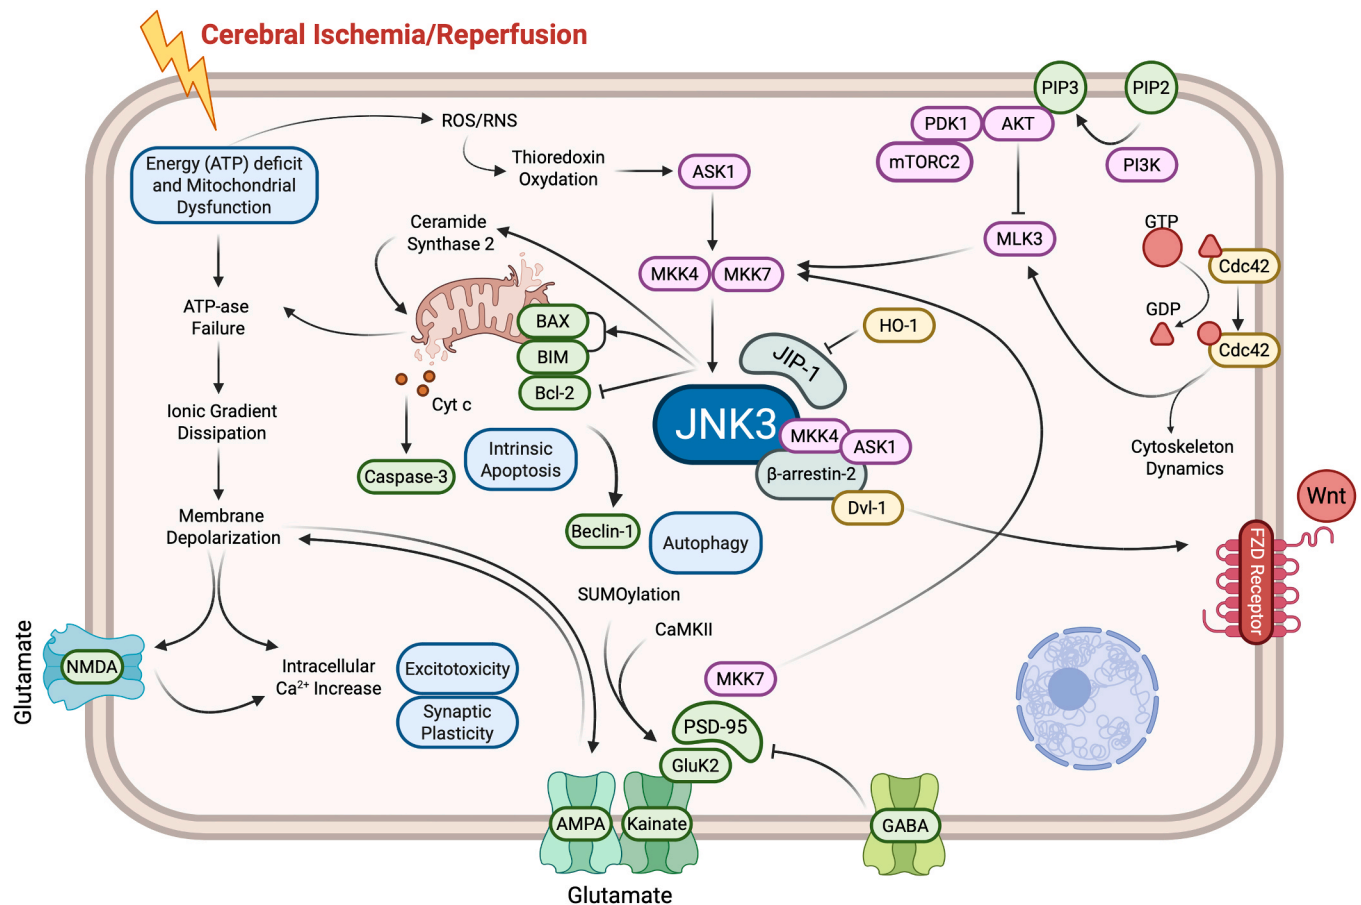 Cerebral Ischemia/Reperfusion
PIP3
PIP2
ROS/RNS
PDK1
AKT
mTORC2
PI3K
Energy (ATP) deficit
and Mitochondrial
Dysfunction
Thioredoxin
Oxydation
ASK1
Ceramide
Synthase 2
MLK3
GTP
Cdc42
MKK4
MKK7
ATP-ase
Failure
BAX
BIM
Bcl-2
HO-1
GDP
Cdc42
JIP-1
Cyt c
Ionic Gradient
Dissipation
JNK3
MKK4
ASK1
β-arrestin-2
Dvl-1
Caspase-3
Intrinsic
Apoptosis
Cytoskeleton
Dynamics
Wnt
FZD Receptor
Membrane
Depolarization
Beclin-1
Autophagy
SUMOylation
CaMKII
Glutamate
NMDA
Intracellular
Ca²⁺ Increase
Excitotoxicity
Synaptic
Plasticity
MKK7
PSD-95
GluK2
AMPA
Kainate
GABA
Glutamate